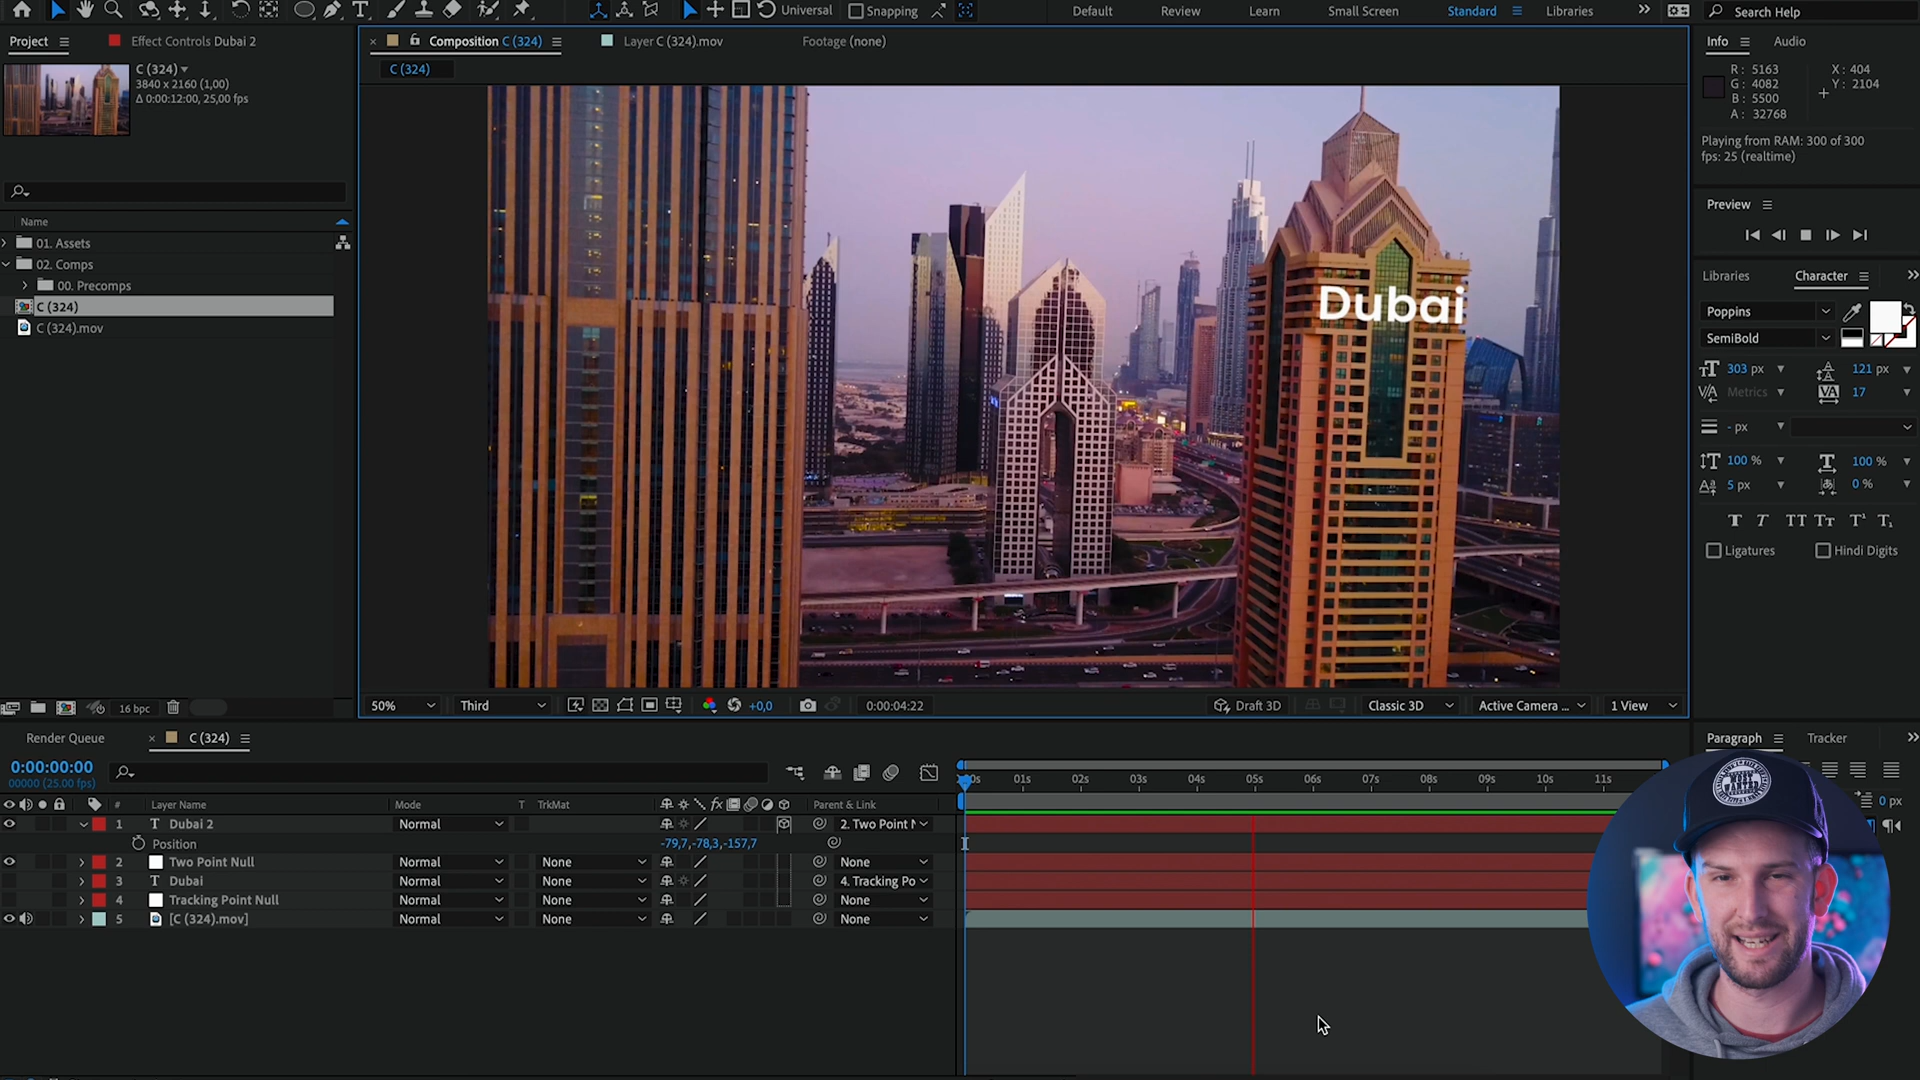 Universal
Snapping
Default
Review
Learn
Small Screen
Standard
Libraries
Search Help
Project
Effect Controls Dubai 2
Composition C (324)
Layer C (324).mov
Footage (none)
Info
Audio
C (324)
3840 x 2160 (1,00)
Δ 0:00:12:00, 25,00 fps
C (324)
R: 5163
G: 4082
B: 5500
A: 32768
X: 404
Y: 2104
Playing from RAM: 300 of 300
fps: 25 (realtime)
Name
01. Assets
02. Comps
00. Precomps
C (324)
C (324).mov
Dubai
Preview
Libraries
Character
Poppins
SemiBold
303 px
121 px
Metrics
17
- px
100 %
100 %
5 px
0 %
Ligatures
Hindi Digits
16 bpc
50%
Third
+0,0
0:00:04:22
Draft 3D
Classic 3D
Active Camera ...
1 View
Render Queue
C (324)
Paragraph
Tracker
0:00:00:00
00000 (25.00 fps)
00s
01s
02s
03s
04s
05s
06s
07s
08s
09s
10s
11s
0 px
# Layer Name
Mode
T TrkMat
Parent & Link
1 T Dubai 2 Normal 2. Two Point N
Position -79,7,-78,3,-157,7
2 Two Point Null Normal None None
3 T Dubai Normal None 4. Tracking Po
4 Tracking Point Null Normal None None
5 [C (324).mov] Normal None None
MOST
WANTED